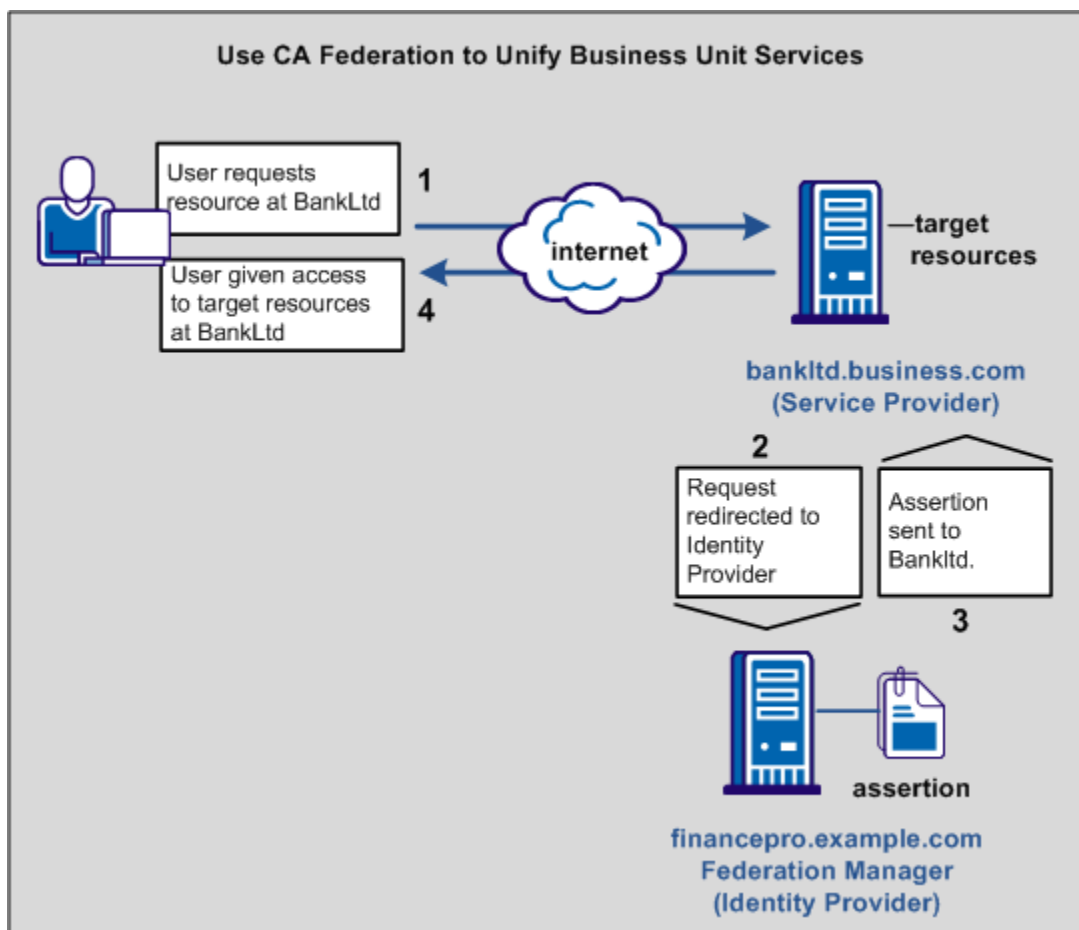 Use CA Federation to Unify Business Unit Services
User requests
resource at BankLtd
1
internet
target
resources
User given access
to target resources
at BankLtd
4
bankltd.business.com
(Service Provider)
2
Request
redirected to
Identity
Provider
Assertion
sent to
Bankltd.
3
assertion
financepro.example.com
Federation Manager
(Identity Provider)